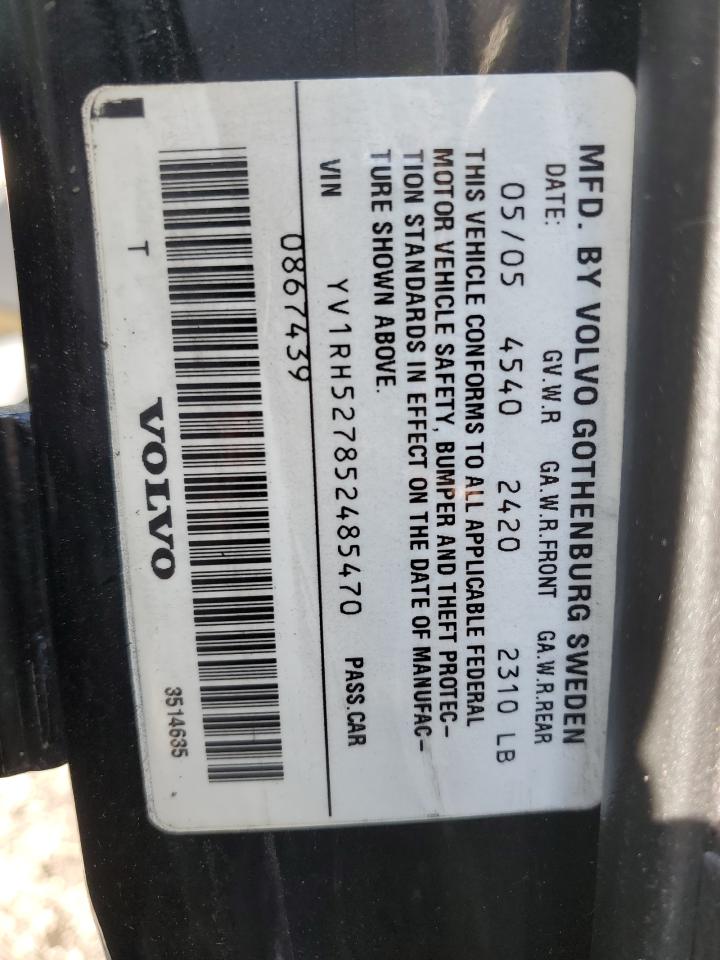 MFD. BY VOLVO GOTHENBURG SWEDEN
DATE: GV.W.R GA.W.R.FRONT GA.W.R.REAR
05/05 4540 2420 2310 LB
THIS VEHICLE CONFORMS TO ALL APPLICABLE FEDERAL
MOTOR VEHICLE SAFETY, BUMPER AND THEFT PROTEC-
TION STANDARDS IN EFFECT ON THE DATE OF MANUFAC-
TURE SHOWN ABOVE.
VIN YV1RH527852485470 PASS.CAR
0867439
T VOLVO 3514635